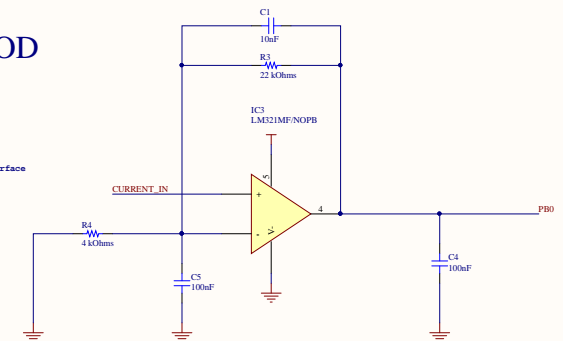 C1
10nF
OD
R3
22 kOhms
IC3
LM321MF/NOPB
rface
5
CURRENT_IN
+
4
PB0
R4
4 kOhms
-
V-
C5
100nF
C4
100nF